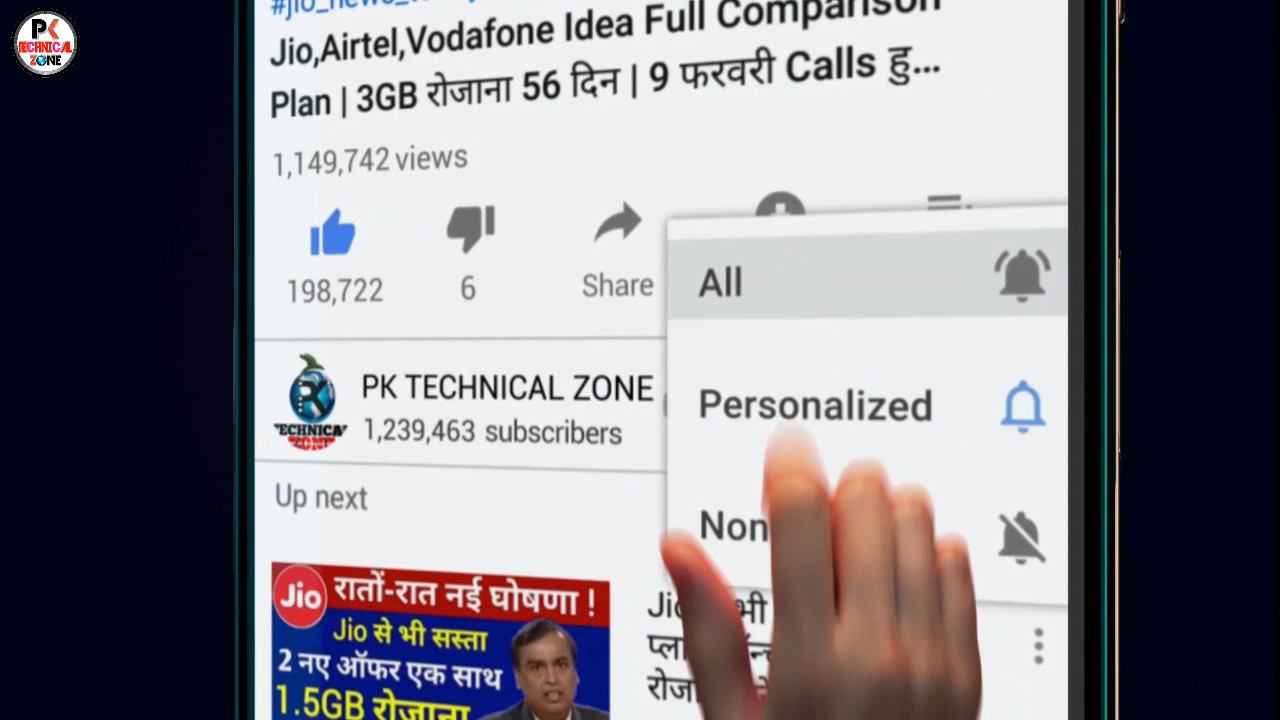 PK
TECHNICAL
ZONE
Jio,Airtel,Vodafone Idea Full Comparison
Plan | 3GB रोजाना 56 दिन | 9 फरवरी Calls हु...
1,149,742 views
198,722
6
Share
All
Personalized
PK TECHNICAL ZONE
1,239,463 subscribers
Up next
Jio
रातों-रात नई घोषणा !
Jio से भी सस्ता
2 नए ऑफर एक साथ
1.5GB रोजाना